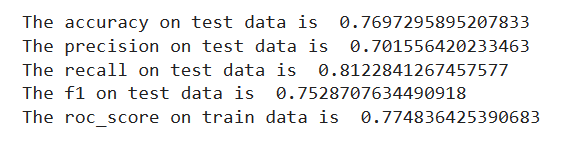 The accuracy on test data is  0.7697295895207833
The precision on test data is  0.701556420233463
The recall on test data is  0.8122841267457577
The f1 on test data is  0.7528707634490918
The roc_score on train data is  0.774836425390683